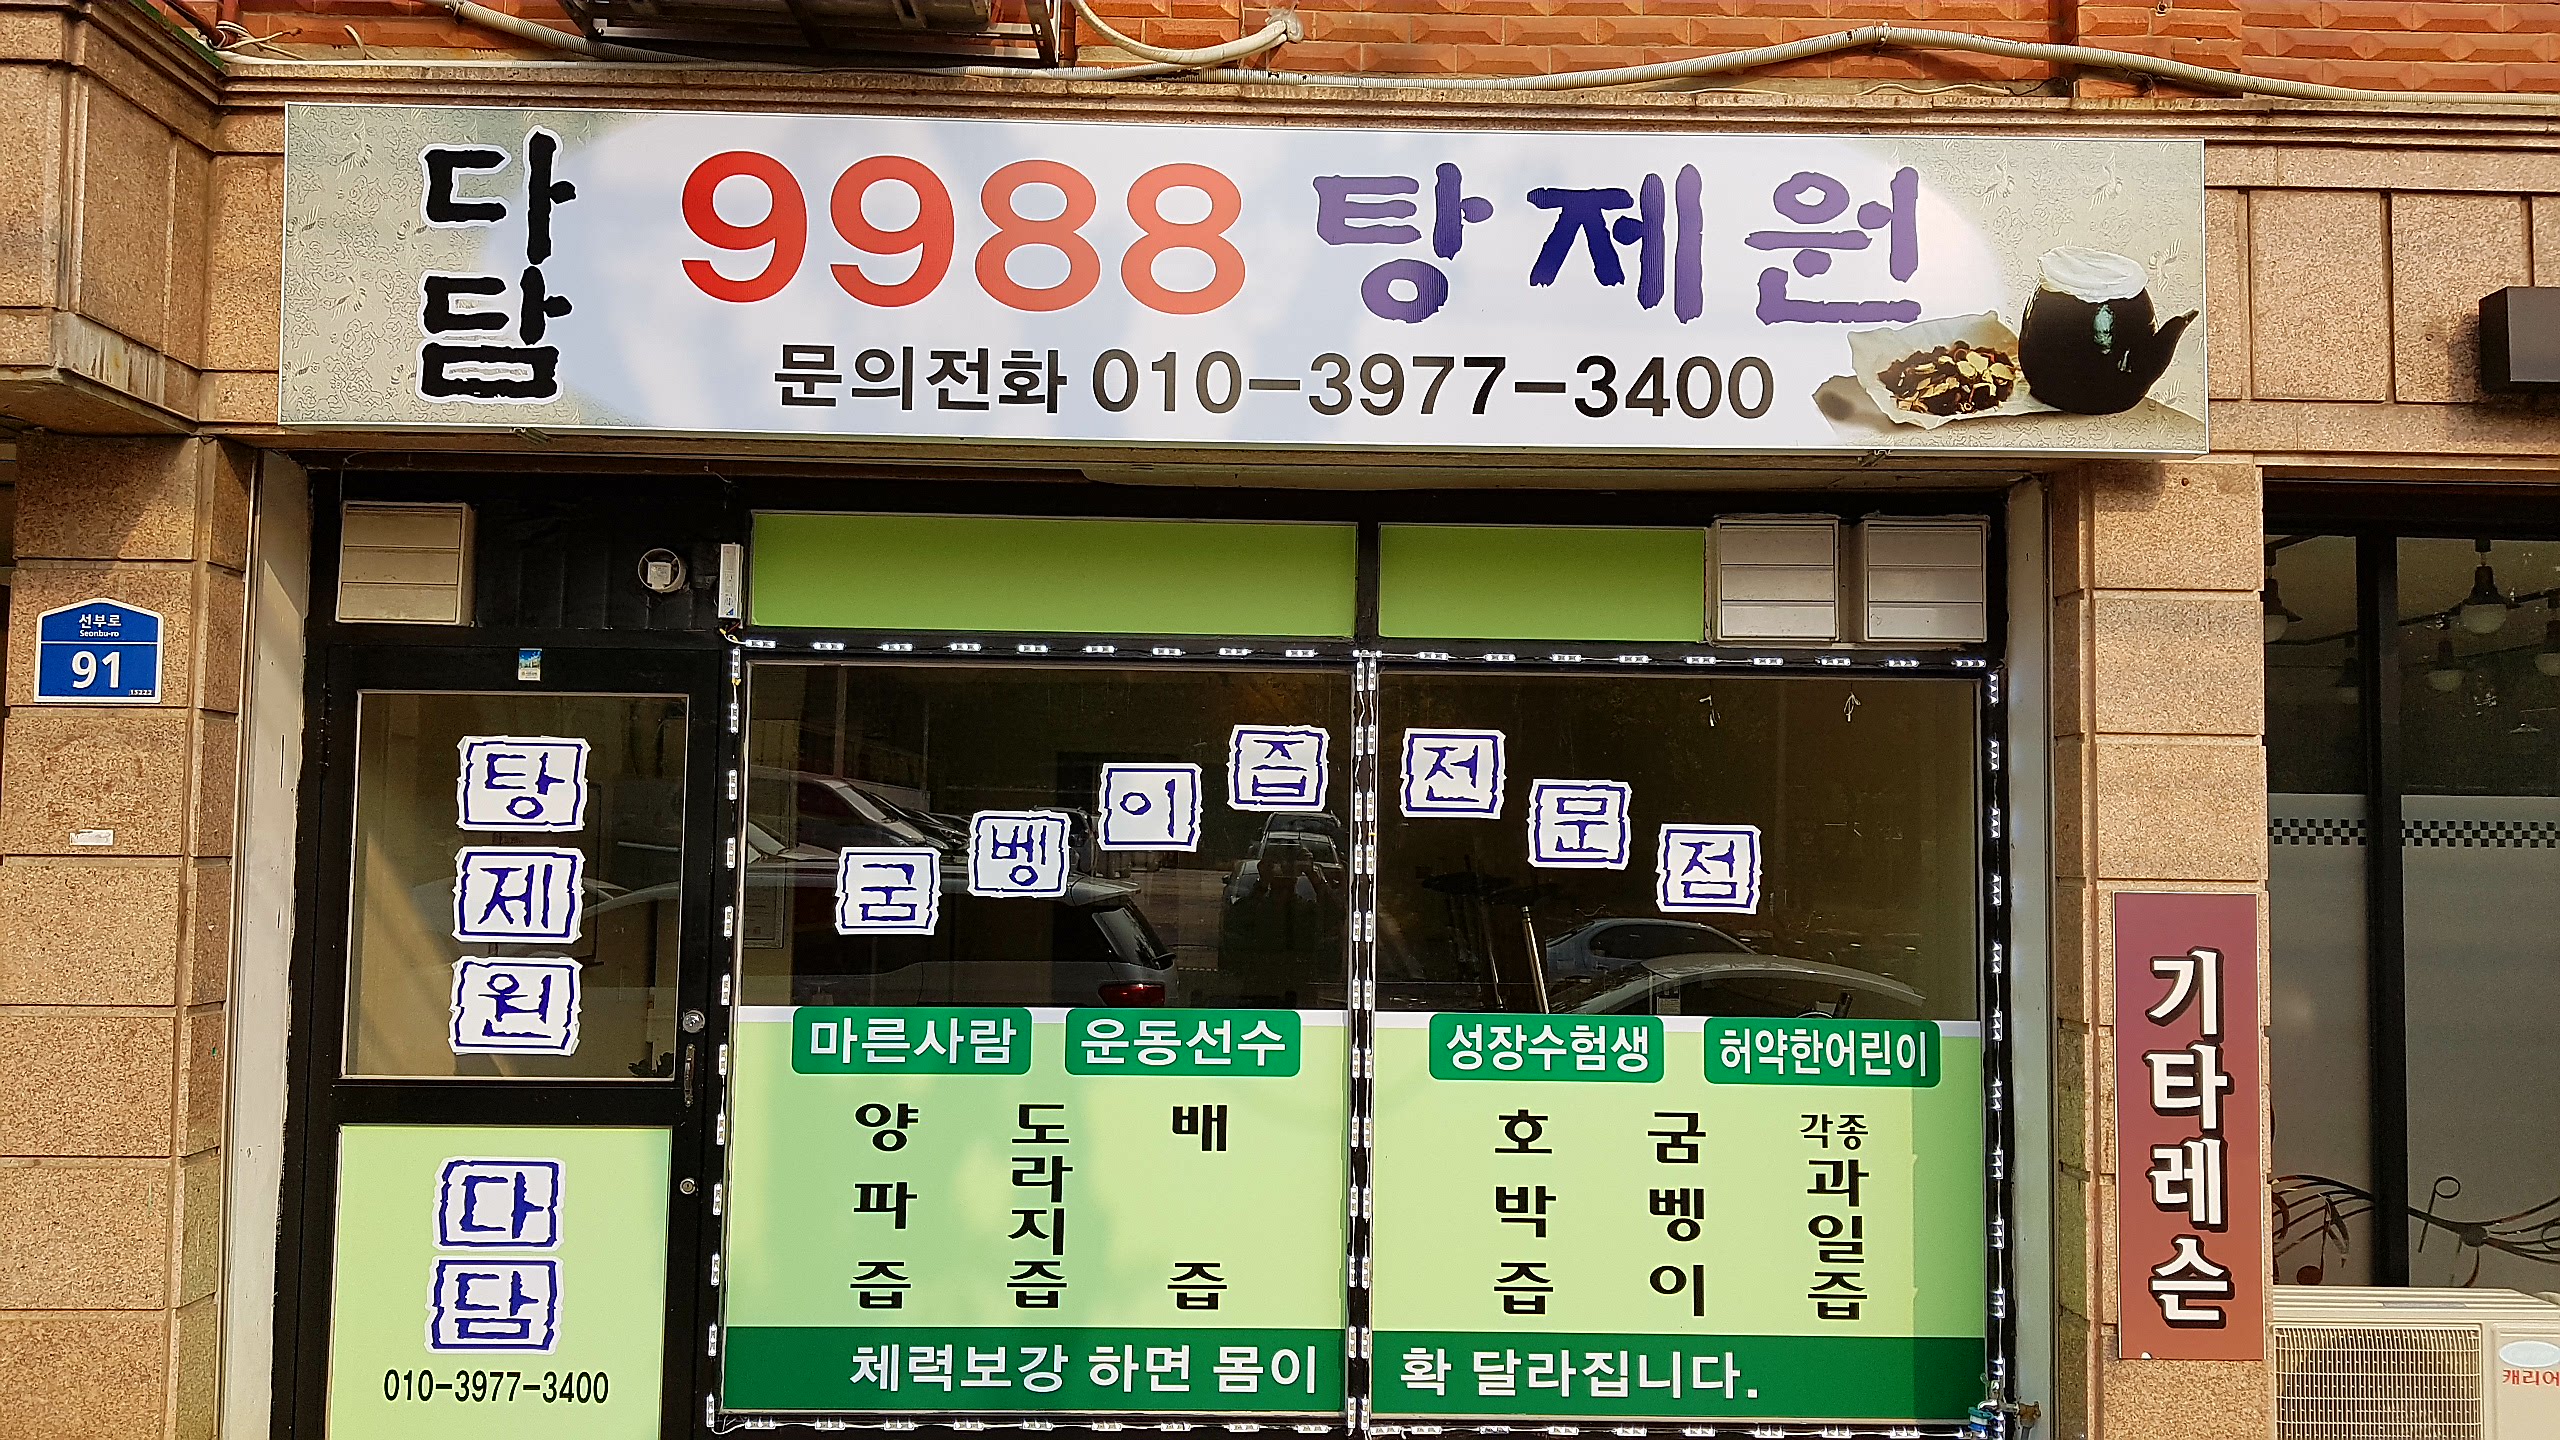 다담
9988 탕제원
문의전화 010-3977-3400
선부로
Seonbu-ro
91
15222
탕제원
굼벵이즙전문점
마른사람 운동선수 성장수험생 허약한어린이
양파즙
도라지즙
배즙
호박즙
굼벵이
각종과일즙
체력보강 하면 몸이 확 달라집니다.
다담
010-3977-3400
기타레슨
캐리어